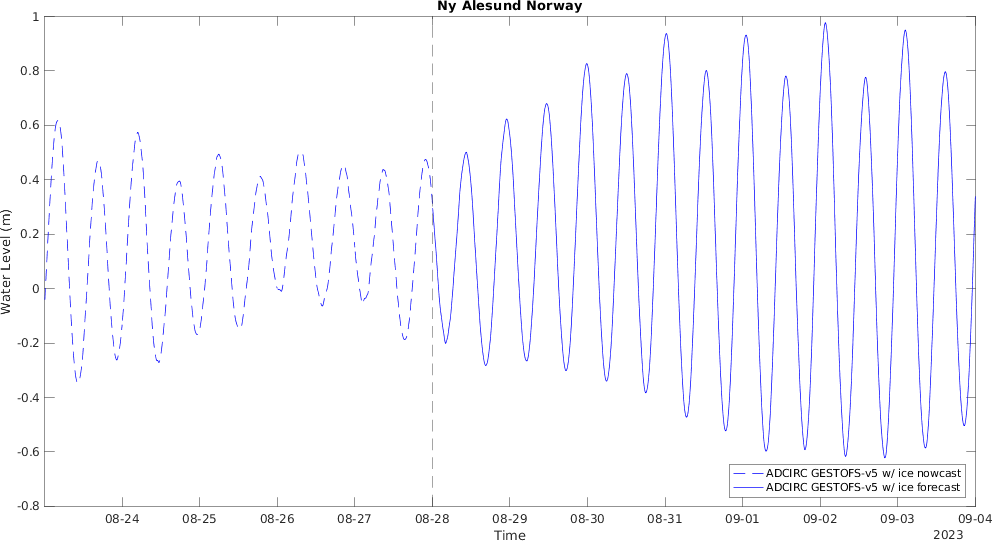 Ny Alesund Norway
1
0.8
0.6
0.4
0.2
0
-0.2
-0.4
-0.6
-0.8
Water Level (m)
ADCIRC GESTOFS-v5 w/ ice nowcast
ADCIRC GESTOFS-v5 w/ ice forecast
08-24 08-25 08-26 08-27 08-28 08-29 08-30 08-31 09-01 09-02 09-03 09-04
Time
2023